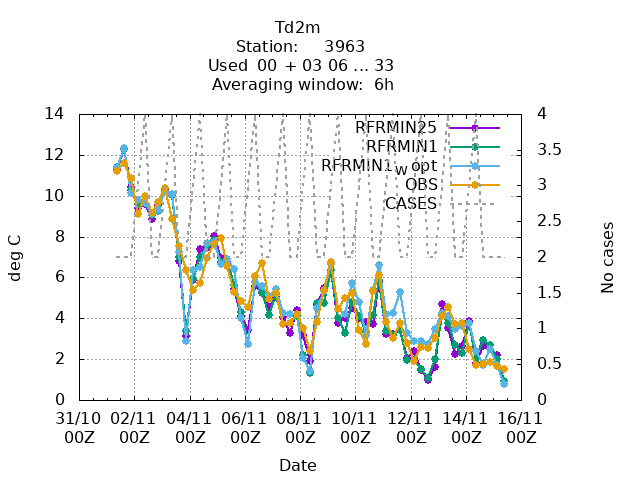 Td2m
Station: 3963
Used 00 + 03 06 ... 33
Averaging window: 6h
14 4
RFRMIN25
RFRMIN1
RFRMIN1_w opt
OBS
CASES
12 3.5
10 3
8 2.5
6 2
4 1.5
2 1
0 0.5
0
deg C
No cases
31/10 02/11 04/11 06/11 08/11 10/11 12/11 14/11 16/11
00Z 00Z 00Z 00Z 00Z 00Z 00Z 00Z 00Z
Date